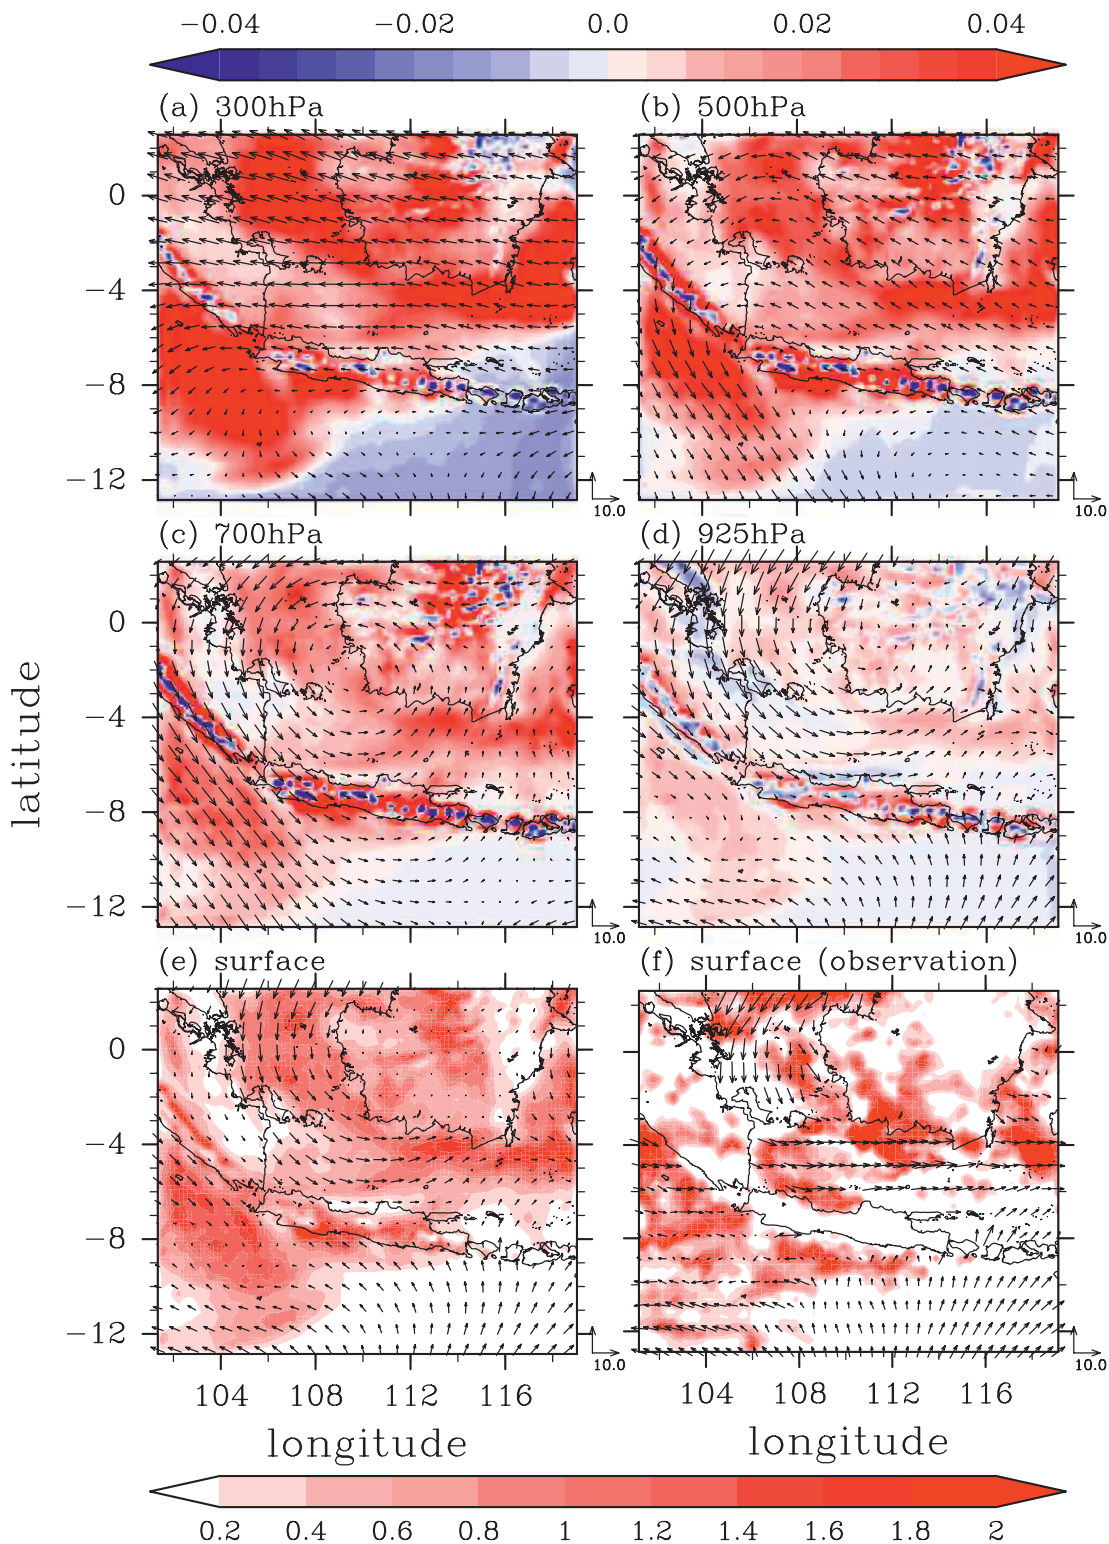 −0.04 −0.02 0.0 0.02 0.04
(a) 300hPa (b) 500hPa
0
−4
−8
−12
10.0 10.0
(c) 700hPa (d) 925hPa
0
−4
−8
−12
10.0 10.0
latitude
(e) surface (f) surface (observation)
0
−4
−8
−12
10.0 10.0
104 108 112 116 104 108 112 116
longitude longitude
0.2 0.4 0.6 0.8 1 1.2 1.4 1.6 1.8 2